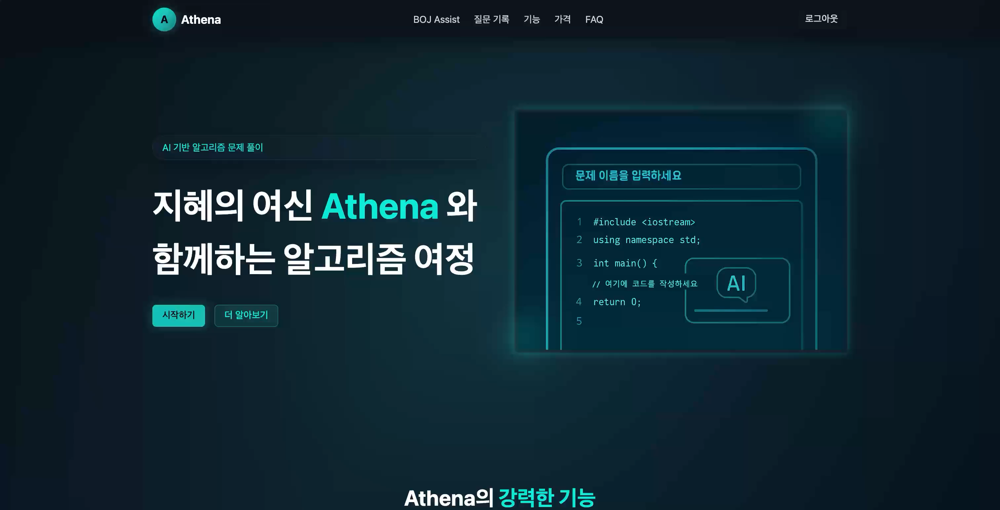 A Athena
BOJ Assist 질문 기록 기능 가격 FAQ
로그아웃
AI 기반 알고리즘 문제 풀이
지혜의 여신 Athena 와
함께하는 알고리즘 여정
시작하기 더 알아보기
문제 이름을 입력하세요
1 #include <iostream>
2 using namespace std;
3 int main() {
// 여기에 코드를 작성하세요
4 return 0;
5
AI
Athena의 강력한 기능